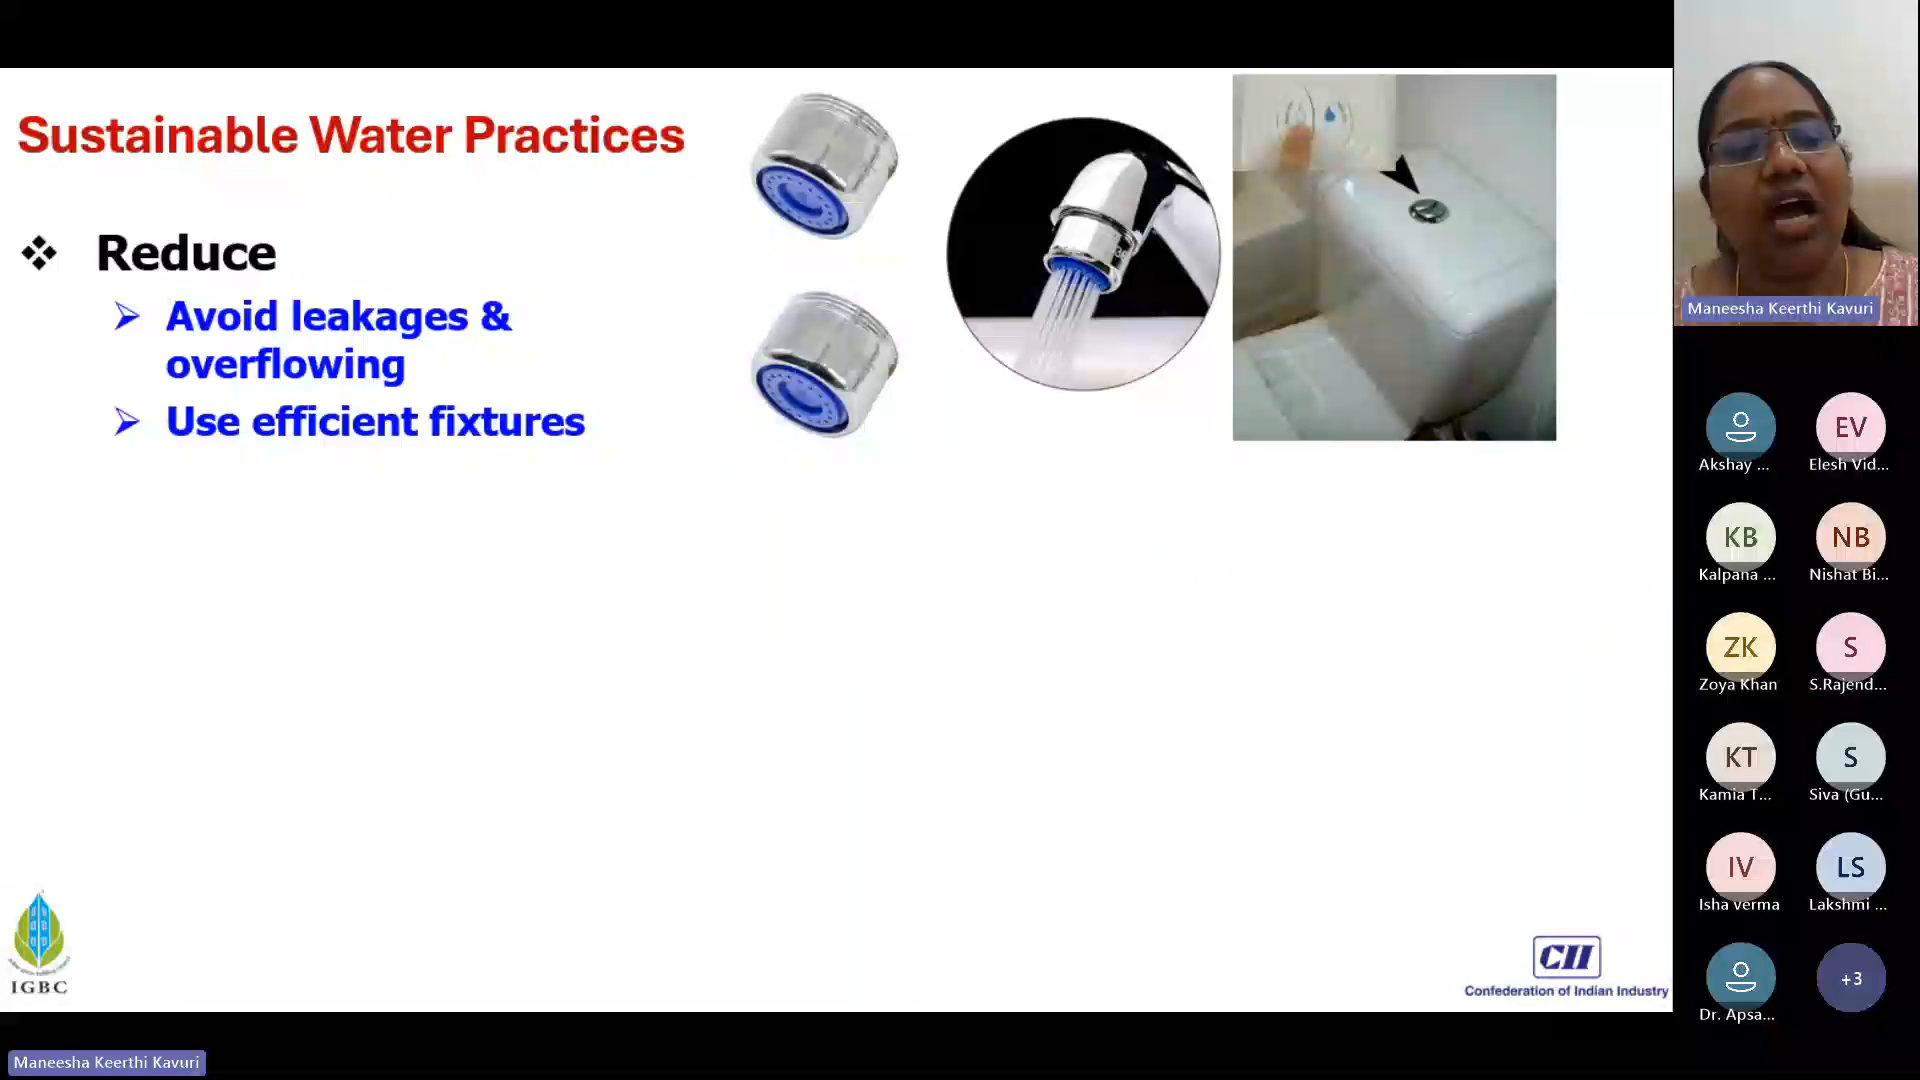 Sustainable Water Practices
❖ Reduce
➢ Avoid leakages &
overflowing
➢ Use efficient fixtures
IGBC
CII
Confederation of Indian Industry
Maneesha Keerthi Kavuri
Akshay ...
EV
Elesh Vid...
KB
Kalpana ...
NB
Nishat Bi...
ZK
Zoya Khan
S
S.Rajend...
KT
Kamia T...
S
Siva (Gu...
IV
Isha verma
LS
Lakshmi ...
Dr. Apsa...
+3
Maneesha Keerthi Kavuri